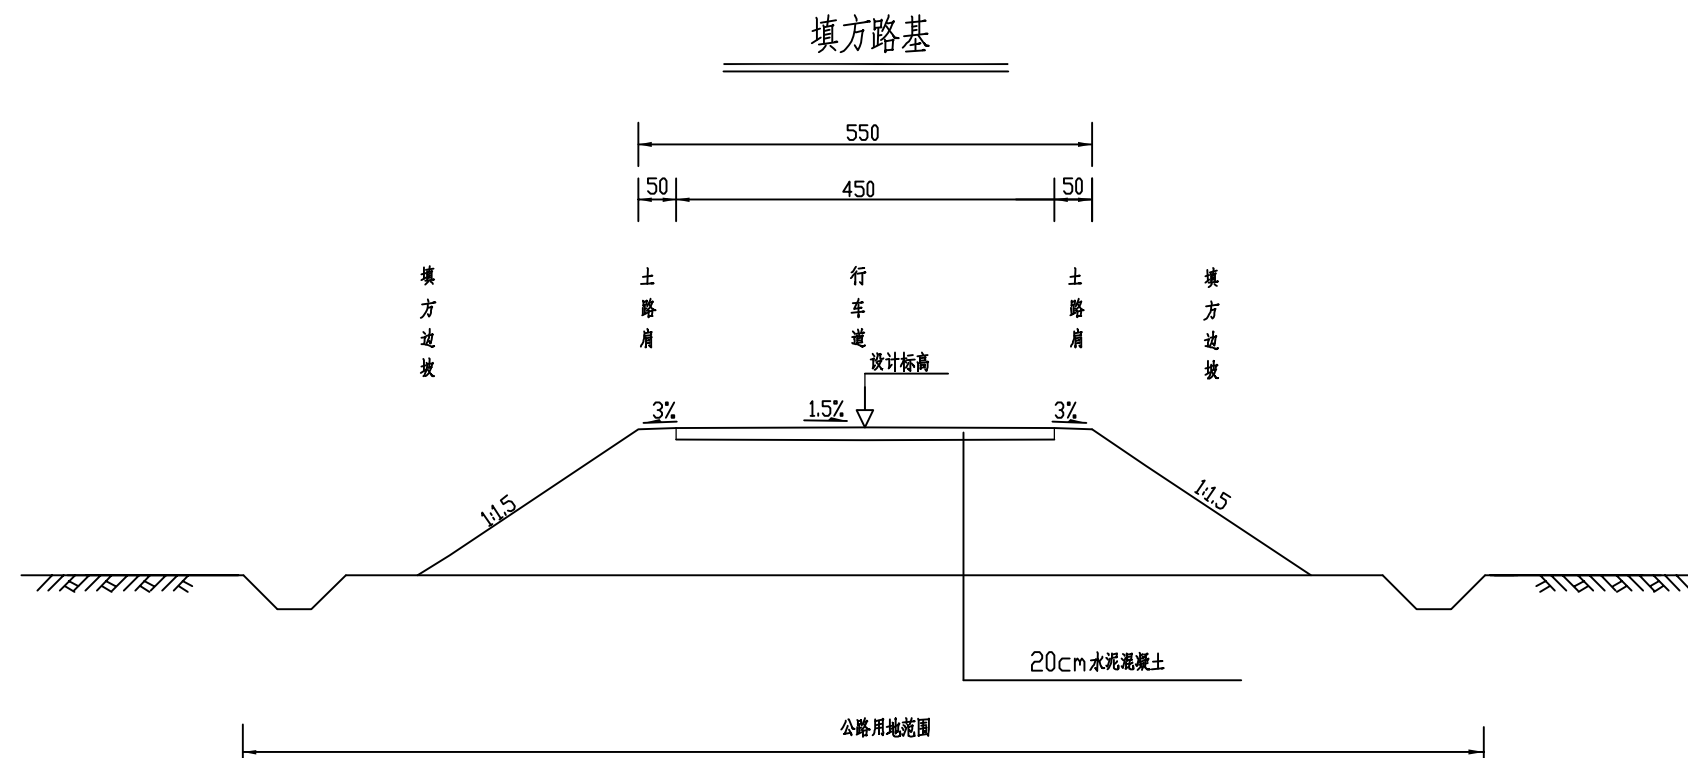 填方路基
550
50
450
50
填方边坡
土路肩
行车道
土路肩
填方边坡
设计标高
3%
1.5%
3%
1:1.5
1:1.5
20cm水泥混凝土
公路用地范围